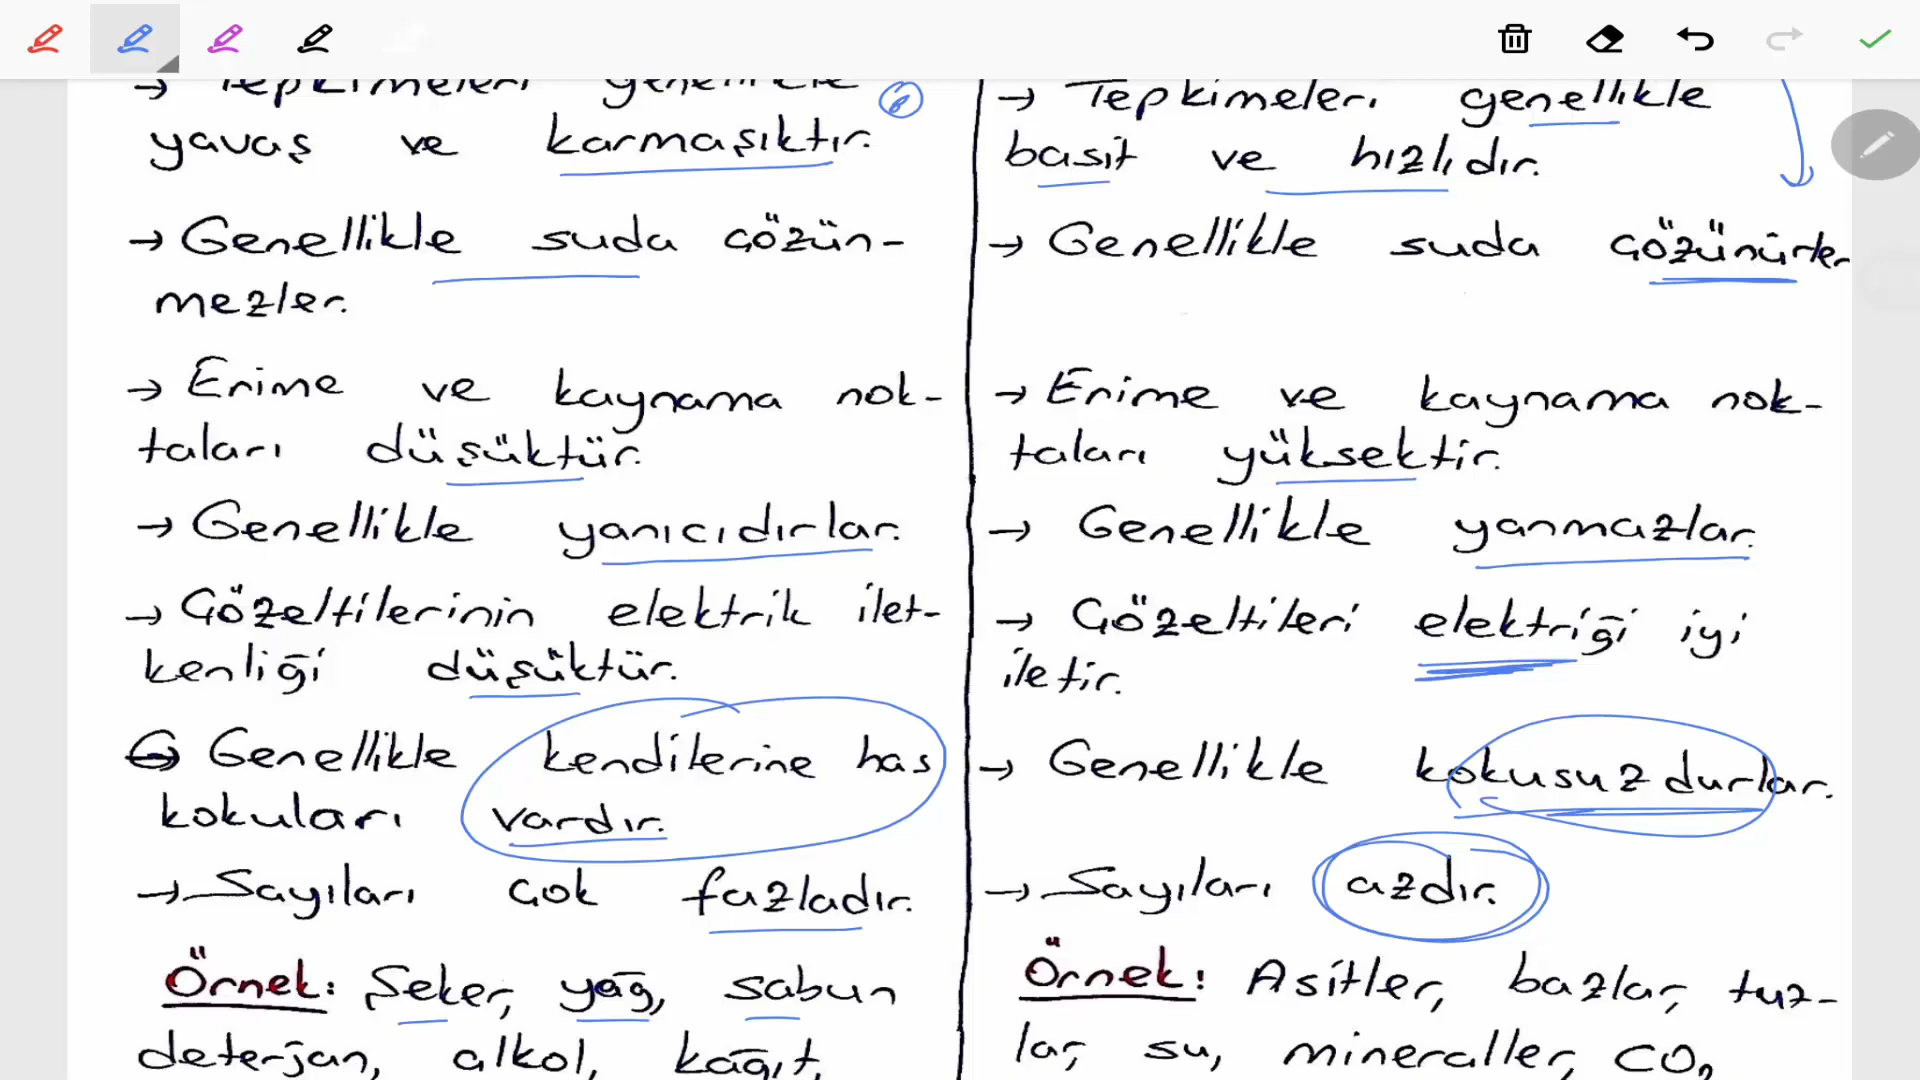 → Tepkimeleri genellikle
yavaş ve karmaşıktır.
→ Genellikle suda çözün-
mezler.
→ Erime ve kaynama nok-
taları düşüktür.
→ Genellikle yanıcıdırlar.
→ Çözeltilerinin elektrik ilet-
kenliği düşüktür.
→ Genellikle kendilerine has
kokuları vardır.
→ Sayıları çok fazladır.
Örnek: Şeker, yağ, sabun
deterjan, alkol, kağıt,
→ Tepkimeleri genellikle
basit ve hızlıdır.
→ Genellikle suda çözünürler
→ Erime ve kaynama nok-
taları yüksektir.
→ Genellikle yanmazlar.
→ Çözeltileri elektriği iyi
iletir.
→ Genellikle kokusuzdurlar.
→ Sayıları azdır.
Örnek: Asitler, bazlar, tuz-
lar, su, mineraller, CO₂